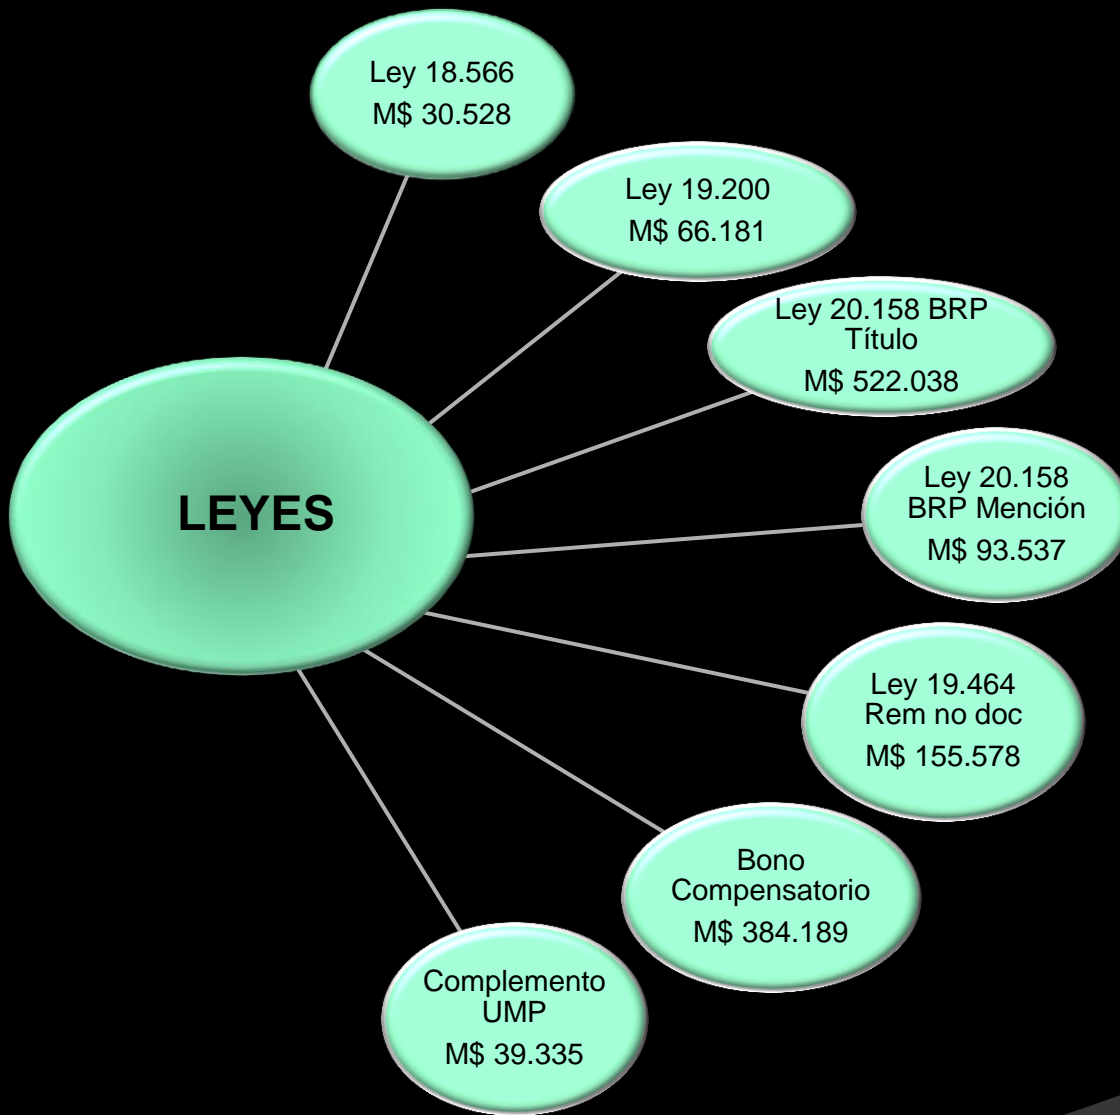 Ley 18.566
M$ 30.528
Ley 19.200
M$ 66.181
Ley 20.158 BRP
Título
M$ 522.038
LEYES
Ley 20.158
BRP Mención
M$ 93.537
Ley 19.464
Rem no doc
M$ 155.578
Bono
Compensatorio
M$ 384.189
Complemento
UMP
M$ 39.335